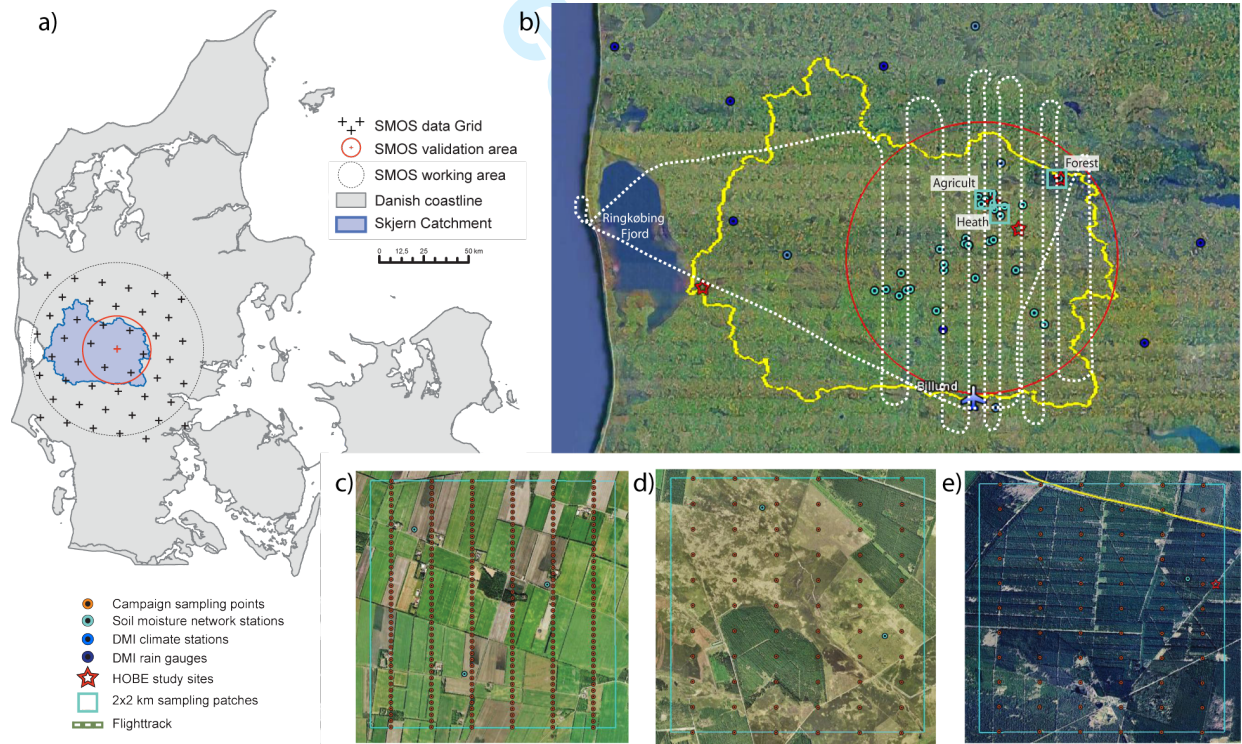 a)
SMOS data Grid
SMOS validation area
SMOS working area
Danish coastline
Skjern Catchment
0 12.5 25 50 km
b)
Forest
Agricult
Heath
Ringkøbing
Fjord
Billund
c)
d)
e)
Campaign sampling points
Soil moisture network stations
DMI climate stations
DMI rain gauges
HOBE study sites
2x2 km sampling patches
Flighttrack